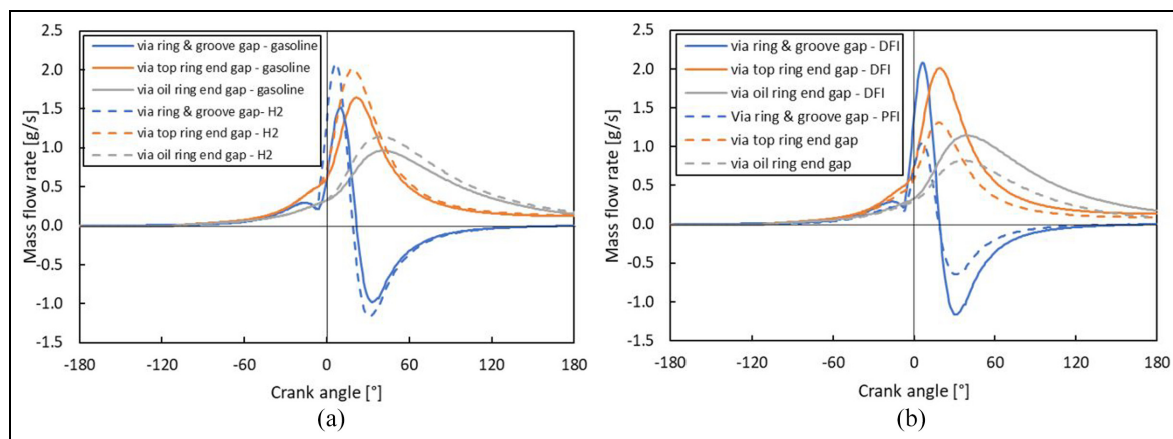 2.5
2.0
1.5
1.0
0.5
0.0
-0.5
-1.0
-1.5
Mass flow rate [g/s]
via ring & groove gap - gasoline
via top ring end gap - gasoline
via oil ring end gap - gasoline
via ring & groove gap- H2
via top ring end gap - H2
via oil ring end gap - H2
-180 -120 -60 0 60 120 180
Crank angle [°]
(a)
2.5
2.0
1.5
1.0
0.5
0.0
-0.5
-1.0
-1.5
Mass flow rate [g/s]
via ring & groove gap - DFI
via top ring end gap - DFI
via oil ring end gap - DFI
Via ring & groove gap - PFI
via top ring end gap
via oil ring end gap
-180 -120 -60 0 60 120 180
Crank angle [°]
(b)